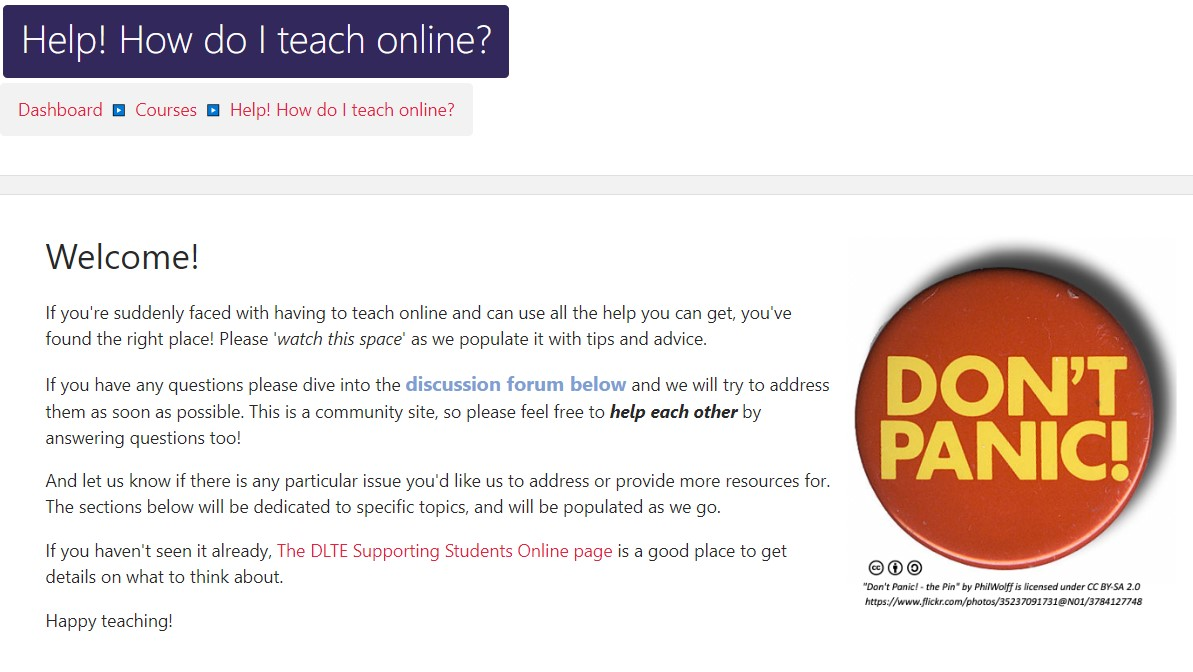 Help! How do I teach online?
Dashboard Courses Help! How do I teach online?
Welcome!
If you're suddenly faced with having to teach online and can use all the help you can get, you've
found the right place! Please 'watch this space' as we populate it with tips and advice.
If you have any questions please dive into the discussion forum below and we will try to address
them as soon as possible. This is a community site, so please feel free to help each other by
answering questions too!
And let us know if there is any particular issue you'd like us to address or provide more resources for.
The sections below will be dedicated to specific topics, and will be populated as we go.
If you haven't seen it already, The DLTE Supporting Students Online page is a good place to get
details on what to think about.
Happy teaching!
DON'T
PANIC!
cc
"Don't Panic! - the Pin" by PhilWolff is licensed under CC BY-SA 2.0
https://www.flickr.com/photos/35237091731@N01/3784127748